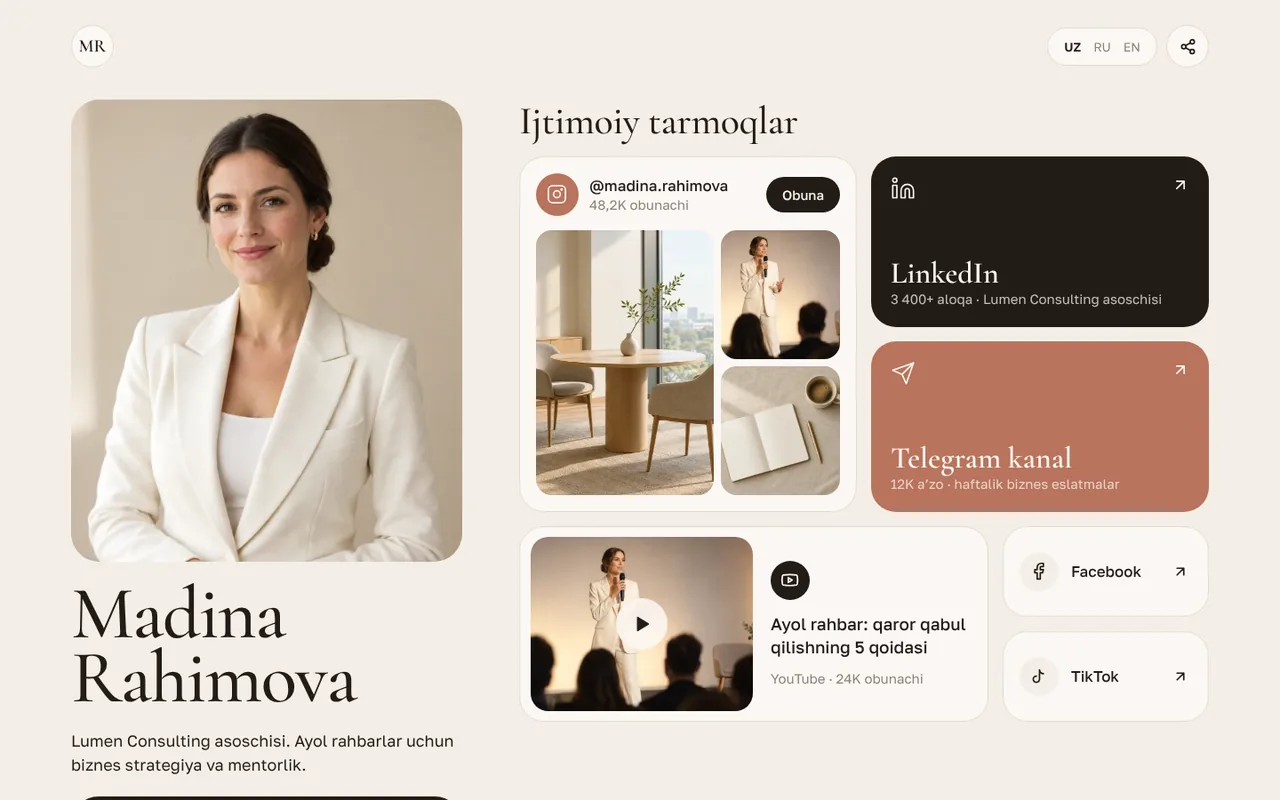 MR
UZ RU EN
Madina
Rahimova
Lumen Consulting asoschisi. Ayol rahbarlar uchun
biznes strategiya va mentorlik.
Ijtimoiy tarmoqlar
@madina.rahimova
48,2K obunachi
Obuna
LinkedIn
3 400+ aloqa · Lumen Consulting asoschisi
Telegram kanal
12K a’zo · haftalik biznes eslatmalar
Ayol rahbar: qaror qabul
qilishning 5 qoidasi
YouTube · 24K obunachi
Facebook
TikTok